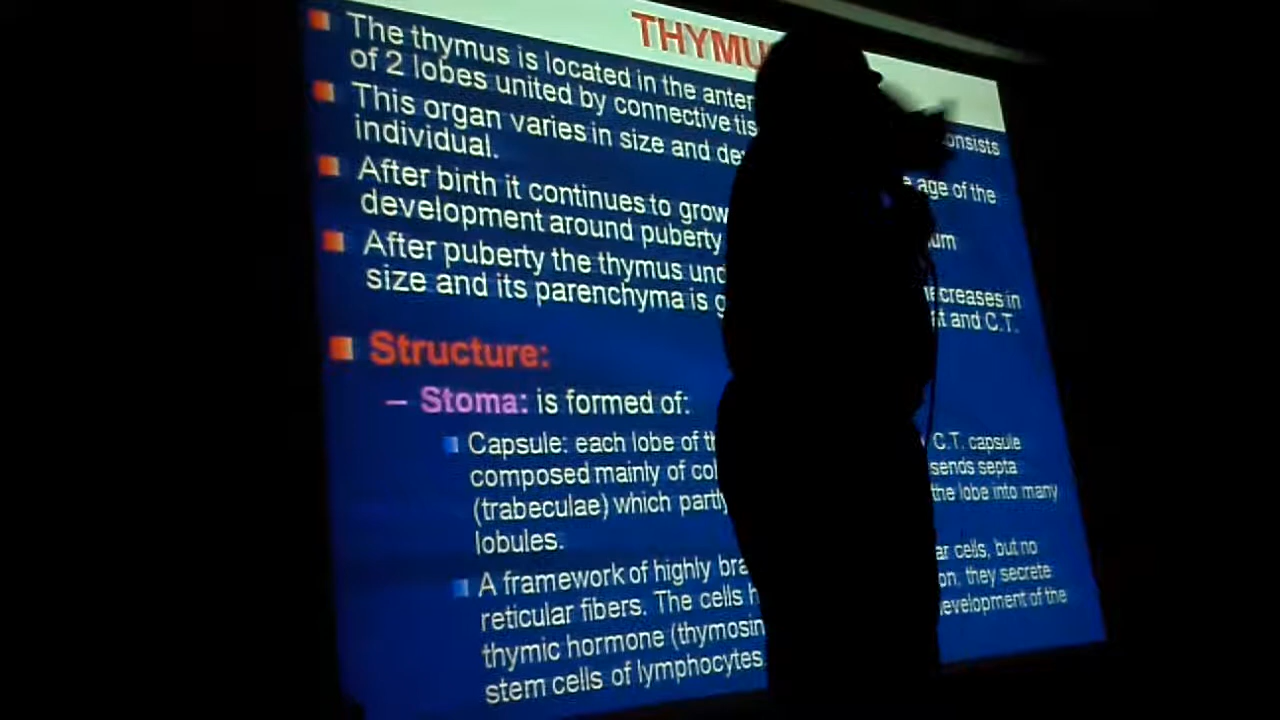 THYMU
The thymus is located in the anter onsists
of 2 lobes united by connective tis
This organ varies in size and de age of the
individual.
After birth it continues to grow um
development around puberty
After puberty the thymus und creases in
size and its parenchyma is g t and C.T.
Structure:
– Stoma: is formed of:
Capsule: each lobe of th C.T. capsule
composed mainly of col sends septa
(trabeculae) which partly the lobe into many
lobules.
A framework of highly bra ar cells, but no
reticular fibers. The cells h on, they secrete
thymic hormone (thymosin evelopment of the
stem cells of lymphocytes